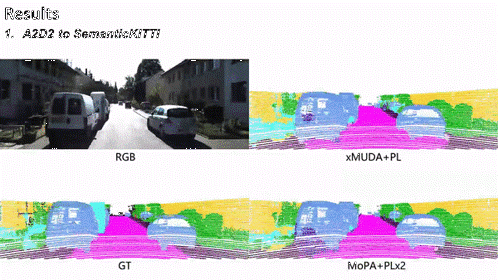 Results
1. A2D2 to SemanticKITTI
RGB
xMUDA+PL
GT
MoPA+PLx2